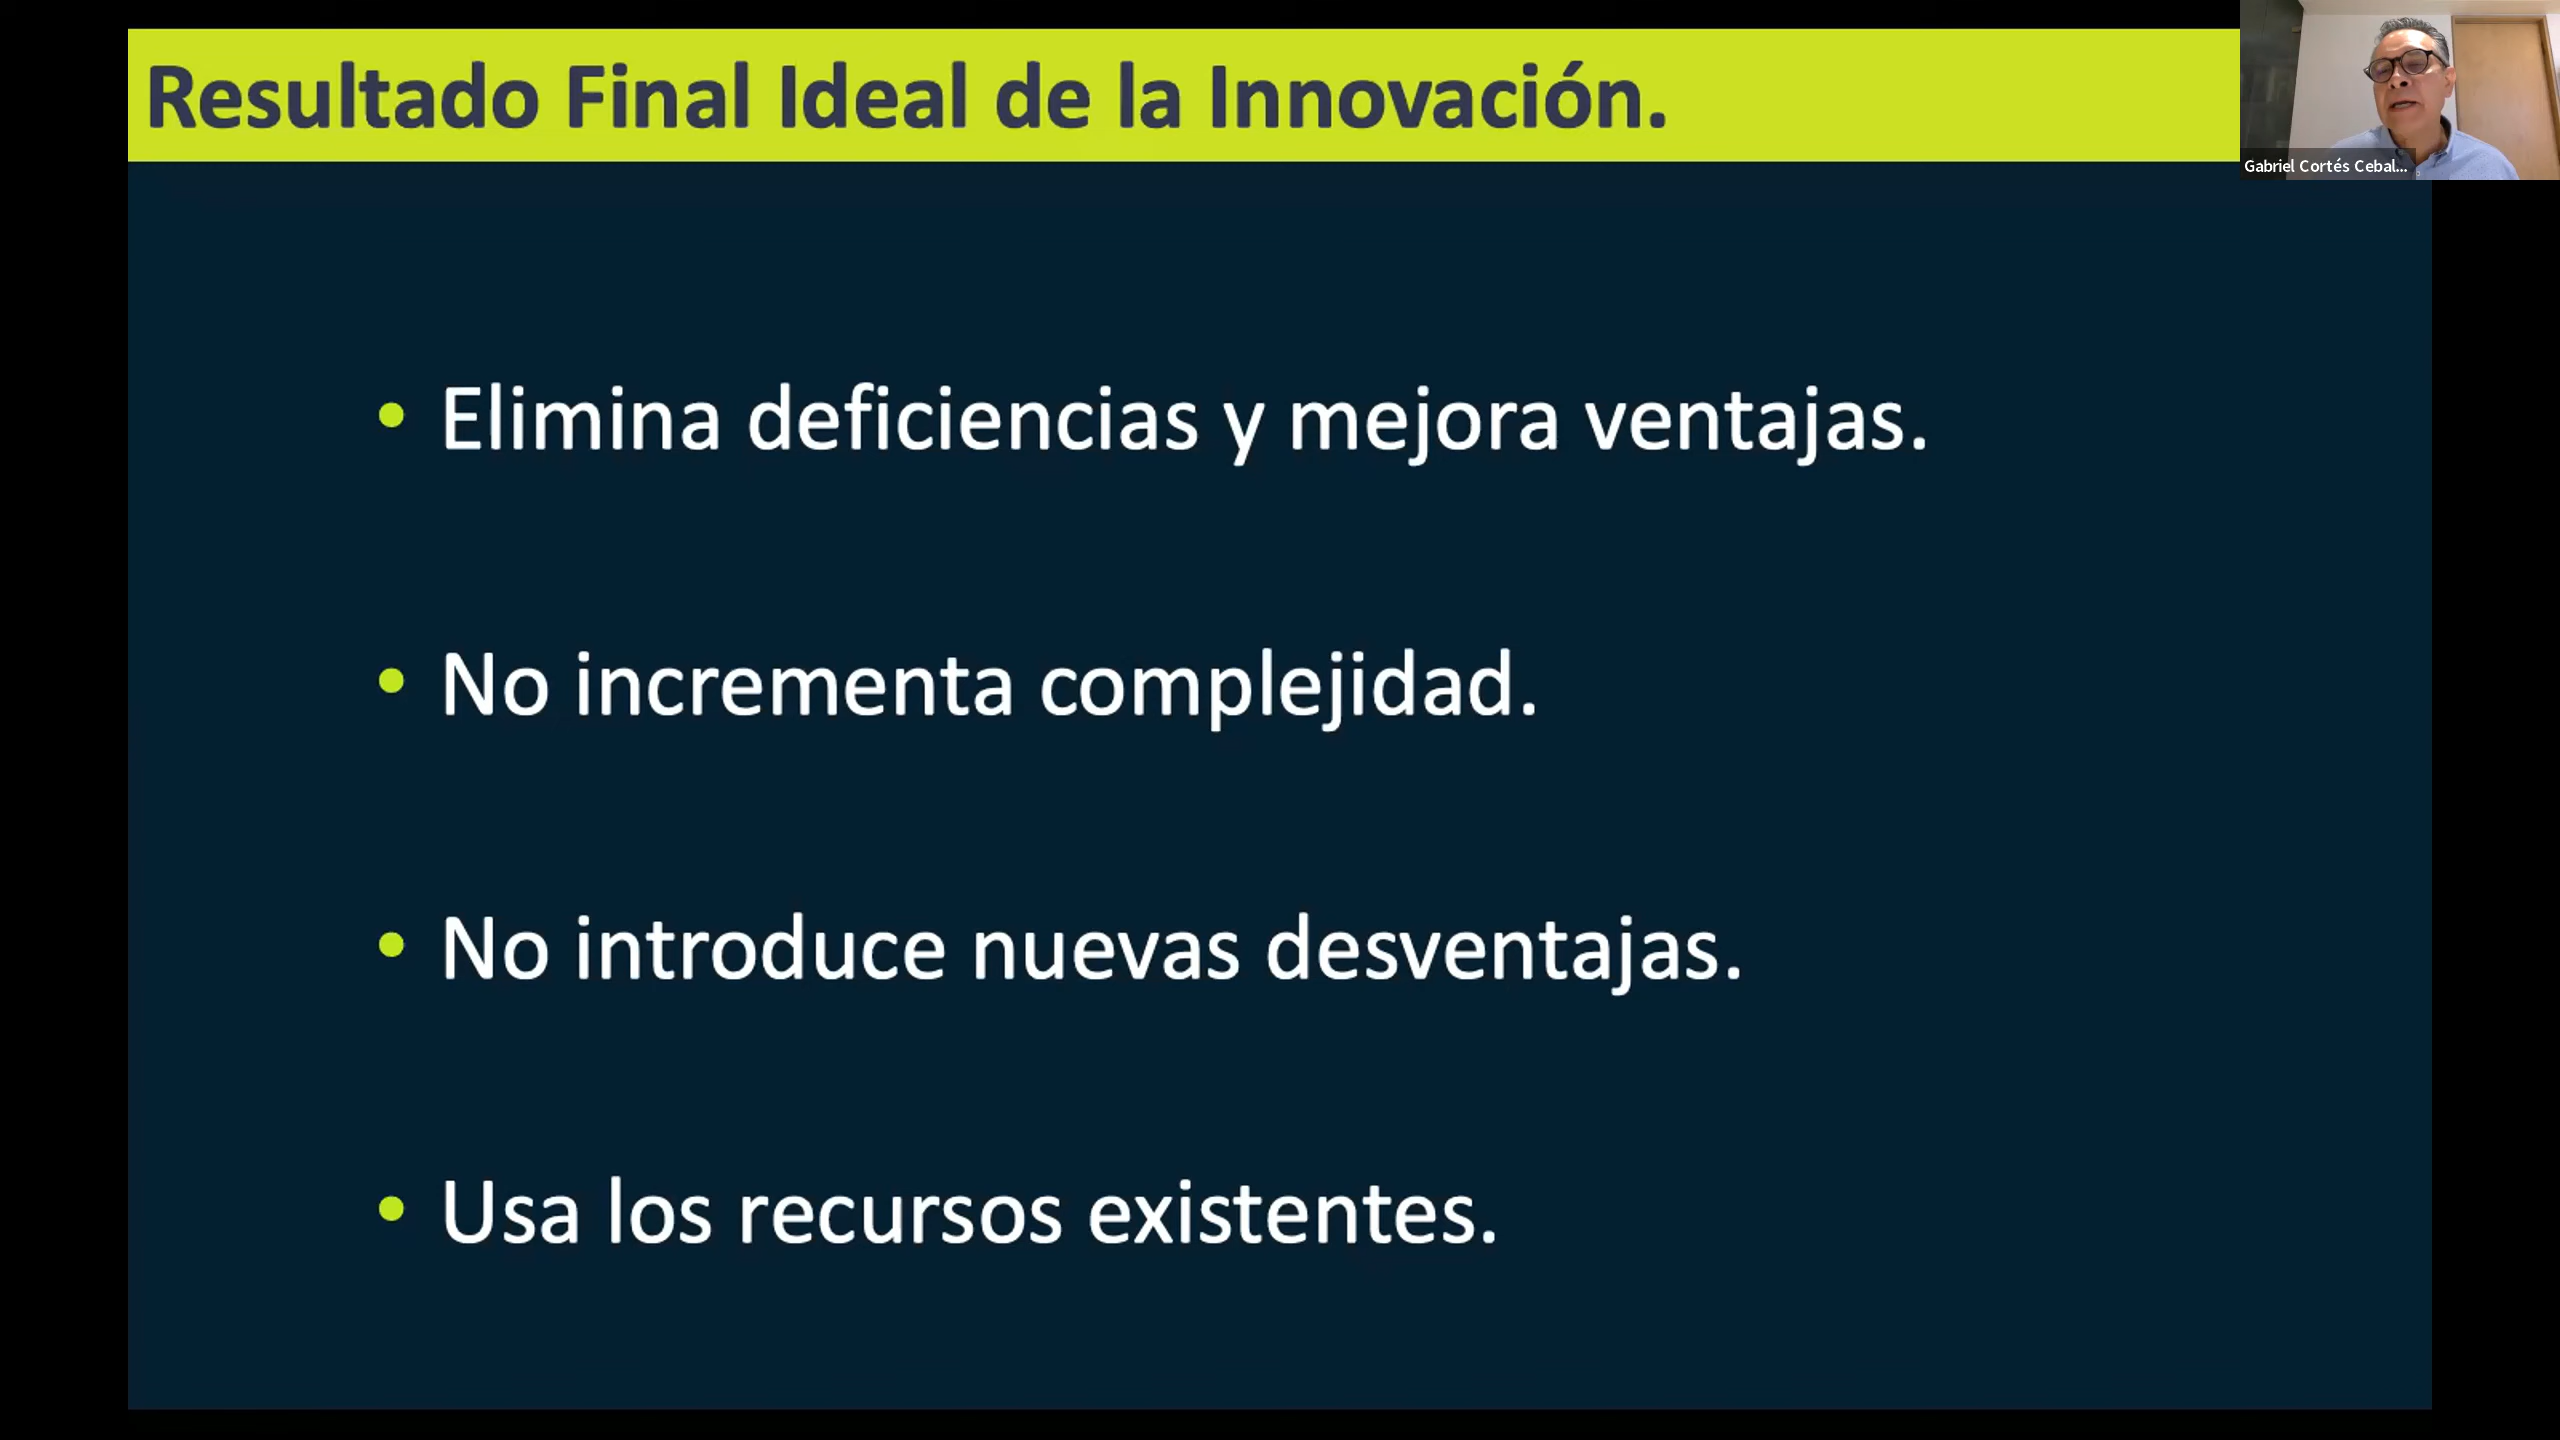 Resultado Final Ideal de la Innovación.
Gabriel Cortés Cebal...
• Elimina deficiencias y mejora ventajas.
• No incrementa complejidad.
• No introduce nuevas desventajas.
• Usa los recursos existentes.